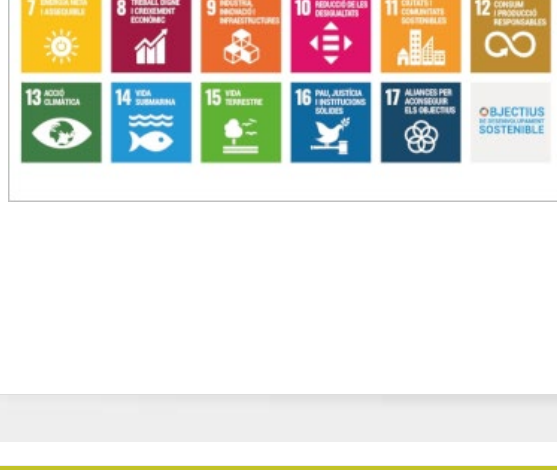 7 ENERGIA NETA
I ASSEQUIBLE
8 TREBALL DIGNE
I CREIXEMENT
ECONÒMIC
9 INDÚSTRIA,
INNOVACIÓ I
INFRAESTRUCTURES
10 REDUCCIÓ DE LES
DESIGUALTATS
11 CIUTATS I
COMUNITATS
SOSTENIBLES
12 CONSUM
I PRODUCCIÓ
RESPONSABLES
13 ACCIÓ
CLIMÀTICA
14 VIDA
SUBMARINA
15 VIDA
TERRESTRE
16 PAU, JUSTÍCIA
I INSTITUCIONS
SÒLIDES
17 ALIANCES PER
ACONSEGUIR
ELS OBJECTIUS
OBJECTIUS
DE DESENVOLUPAMENT
SOSTENIBLE